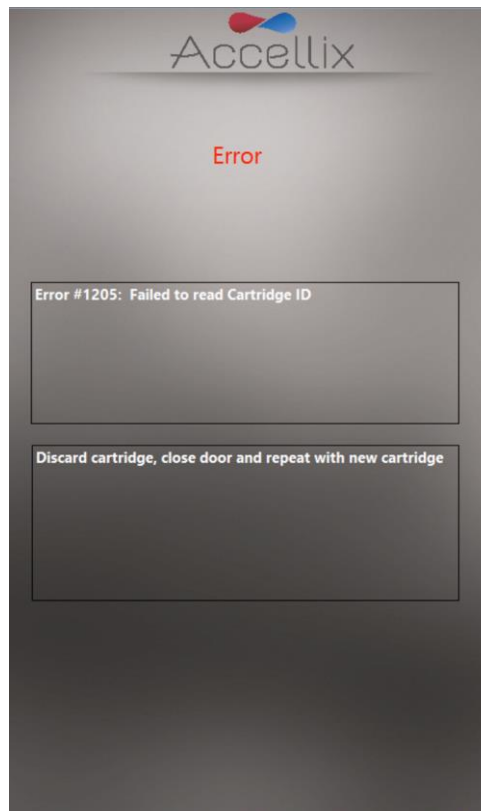 Accellix
Error
Error #1205: Failed to read Cartridge ID
Discard cartridge, close door and repeat with new cartridge